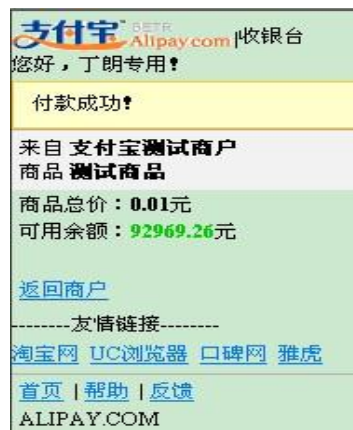 支付宝 BETA Alipay.com|收银台
您好，丁朗专用！
付款成功！
来自 支付宝测试商户
商品 测试商品
商品总价：0.01元
可用余额：92969.26元
返回商户
--------友情链接--------
淘宝网 UC浏览器 口碑网 雅虎
首页 | 帮助 | 反馈
ALIPAY.COM